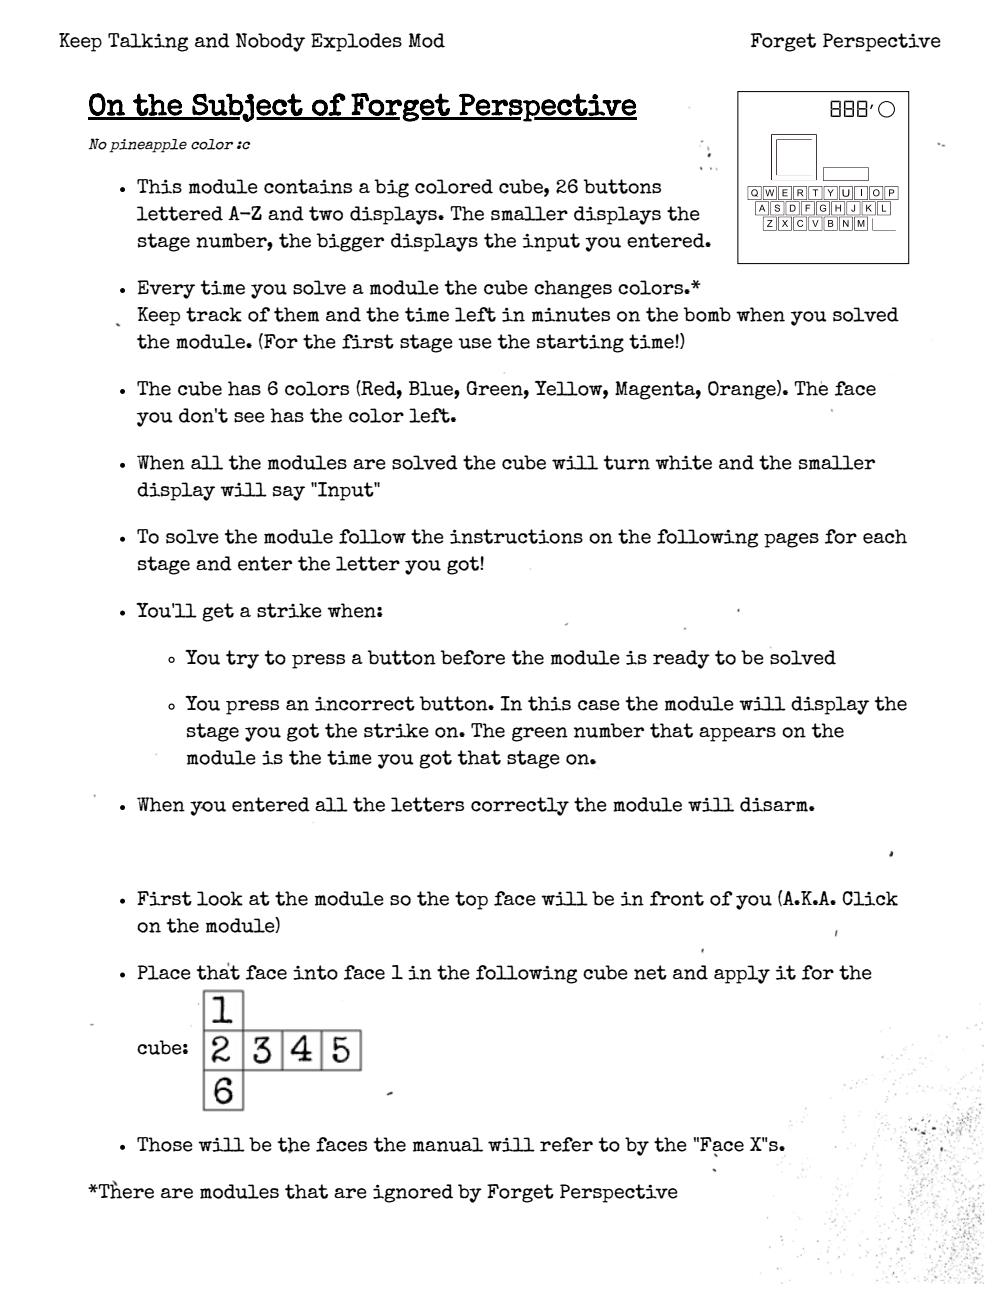 Keep Talking and Nobody Explodes Mod
Forget Perspective
On the Subject of Forget Perspective
No pineapple color :c
• This module contains a big colored cube, 26 buttons
lettered A-Z and two displays. The smaller displays the
stage number, the bigger displays the input you entered.
888' O
Q W E R T Y U I O P
A S D F G H J K L
Z X C V B N M
• Every time you solve a module the cube changes colors.*
Keep track of them and the time left in minutes on the bomb when you solved
the module. (For the first stage use the starting time!)
• The cube has 6 colors (Red, Blue, Green, Yellow, Magenta, Orange). The face
you don't see has the color left.
• When all the modules are solved the cube will turn white and the smaller
display will say "Input"
• To solve the module follow the instructions on the following pages for each
stage and enter the letter you got!
• You'll get a strike when:
◦ You try to press a button before the module is ready to be solved
◦ You press an incorrect button. In this case the module will display the
stage you got the strike on. The green number that appears on the
module is the time you got that stage on.
• When you entered all the letters correctly the module will disarm.
• First look at the module so the top face will be in front of you (A.K.A. Click
on the module)
• Place that face into face 1 in the following cube net and apply it for the
cube:
1
2 3 4 5
6
• Those will be the faces the manual will refer to by the "Face X"s.
*There are modules that are ignored by Forget Perspective